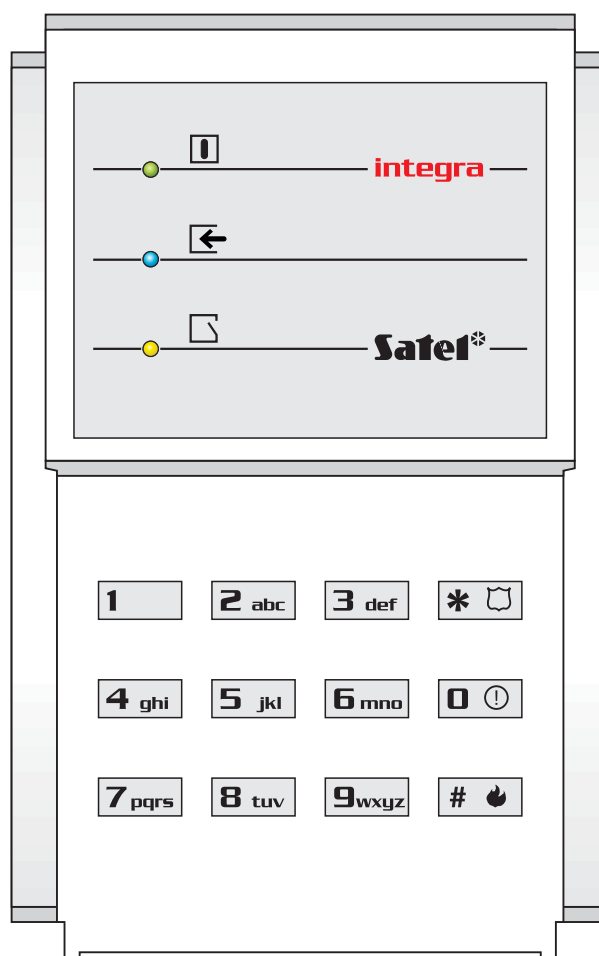 integra
Satel
1 2 abc 3 def *
4 ghi 5 jkl 6 mno 0 !
7 pqrs 8 tuv 9 wxyz #